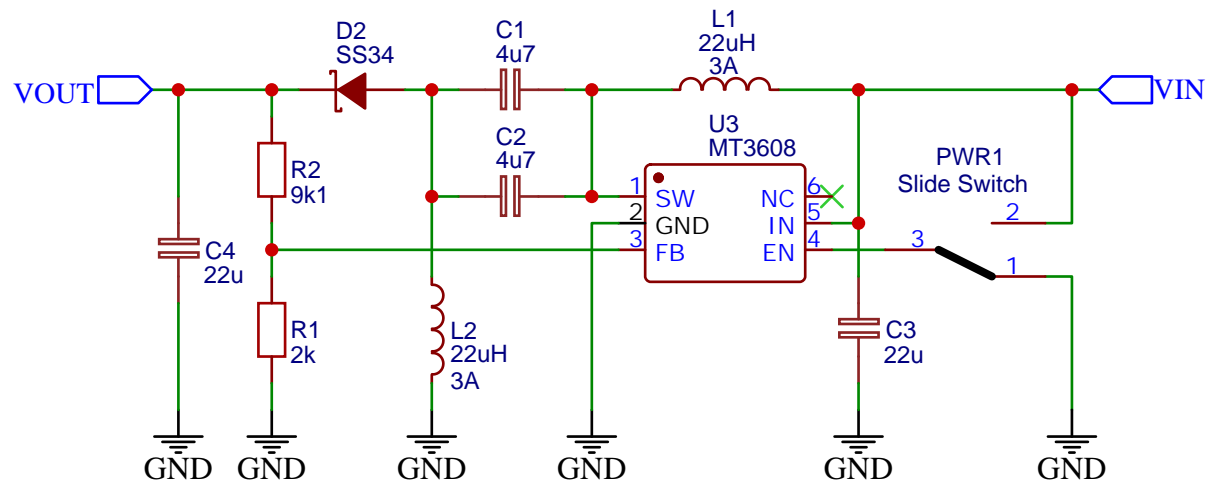 L1
22uH
3A
D2
SS34
C1
4u7
VOUT
VIN
U3
MT3608
C2
4u7
PWR1
Slide Switch
R2
9k1
1
SW
NC
6
2
GND
IN
5
2
3
FB
EN
4
3
1
C4
22u
R1
2k
L2
22uH
3A
C3
22u
GND
GND
GND
GND
GND
GND